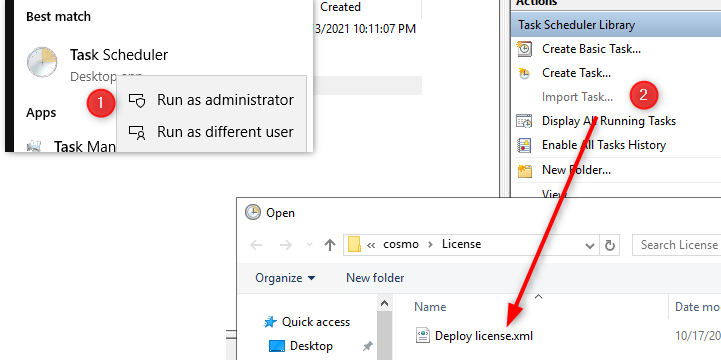 Best match
Task Scheduler
Desktop app
1
Run as administrator
Run as different user
Apps
Task Man
Created
3/2021 10:11:07 PM
Actions
Task Scheduler Library
Create Basic Task...
Create Task...
Import Task...
2
Display All Running Tasks
Enable All Tasks History
New Folder...
View
Open
« cosmo › License
Search License
Organize
New folder
Name
Date mo
Quick access
Deploy license.xml
10/17/20
Desktop